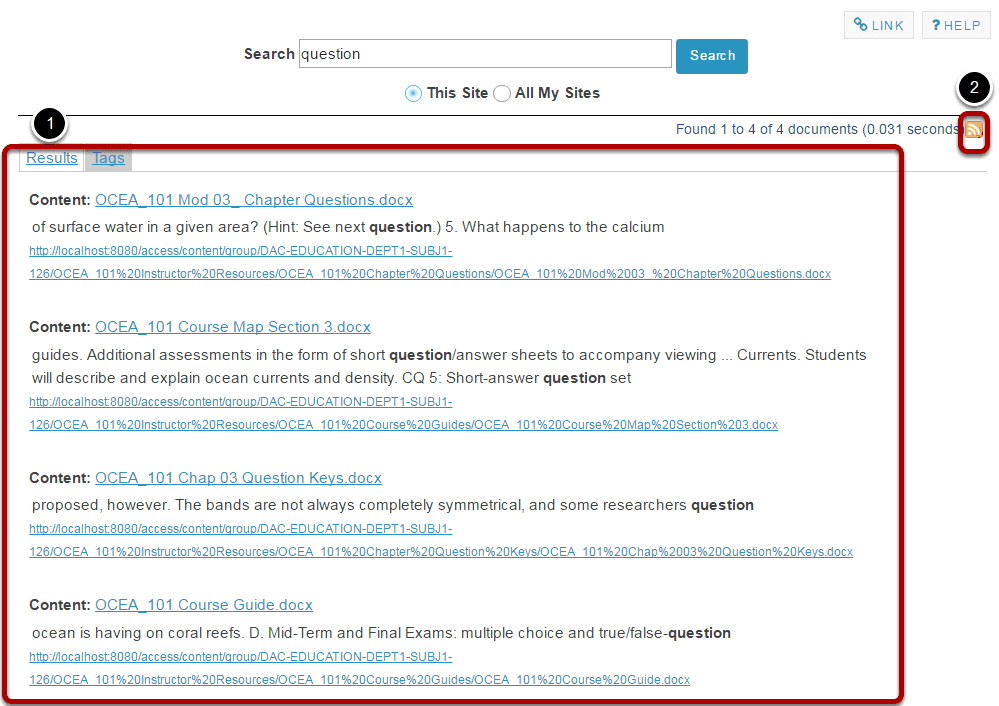 LINK
? HELP
Search question Search
This Site All My Sites
2
1
Found 1 to 4 of 4 documents (0.031 seconds
Results Tags
Content: OCEA_101 Mod 03_ Chapter Questions.docx
of surface water in a given area? (Hint: See next question.) 5. What happens to the calcium
http://localhost:8080/access/content/group/DAC-EDUCATION-DEPT1-SUBJ1-
126/OCEA_101%20Instructor%20Resources/OCEA_101%20Chapter%20Questions/OCEA_101%20Mod%2003_%20Chapter%20Questions.docx
Content: OCEA_101 Course Map Section 3.docx
guides. Additional assessments in the form of short question/answer sheets to accompany viewing ... Currents. Students
will describe and explain ocean currents and density. CQ 5: Short-answer question set
http://localhost:8080/access/content/group/DAC-EDUCATION-DEPT1-SUBJ1-
126/OCEA_101%20Instructor%20Resources/OCEA_101%20Course%20Guides/OCEA_101%20Course%20Map%20Section%203.docx
Content: OCEA_101 Chap 03 Question Keys.docx
proposed, however. The bands are not always completely symmetrical, and some researchers question
http://localhost:8080/access/content/group/DAC-EDUCATION-DEPT1-SUBJ1-
126/OCEA_101%20Instructor%20Resources/OCEA_101%20Chapter%20Question%20Keys/OCEA_101%20Chap%2003%20Question%20Keys.docx
Content: OCEA_101 Course Guide.docx
ocean is having on coral reefs. D. Mid-Term and Final Exams: multiple choice and true/false-question
http://localhost:8080/access/content/group/DAC-EDUCATION-DEPT1-SUBJ1-
126/OCEA_101%20Instructor%20Resources/OCEA_101%20Course%20Guides/OCEA_101%20Course%20Guide.docx